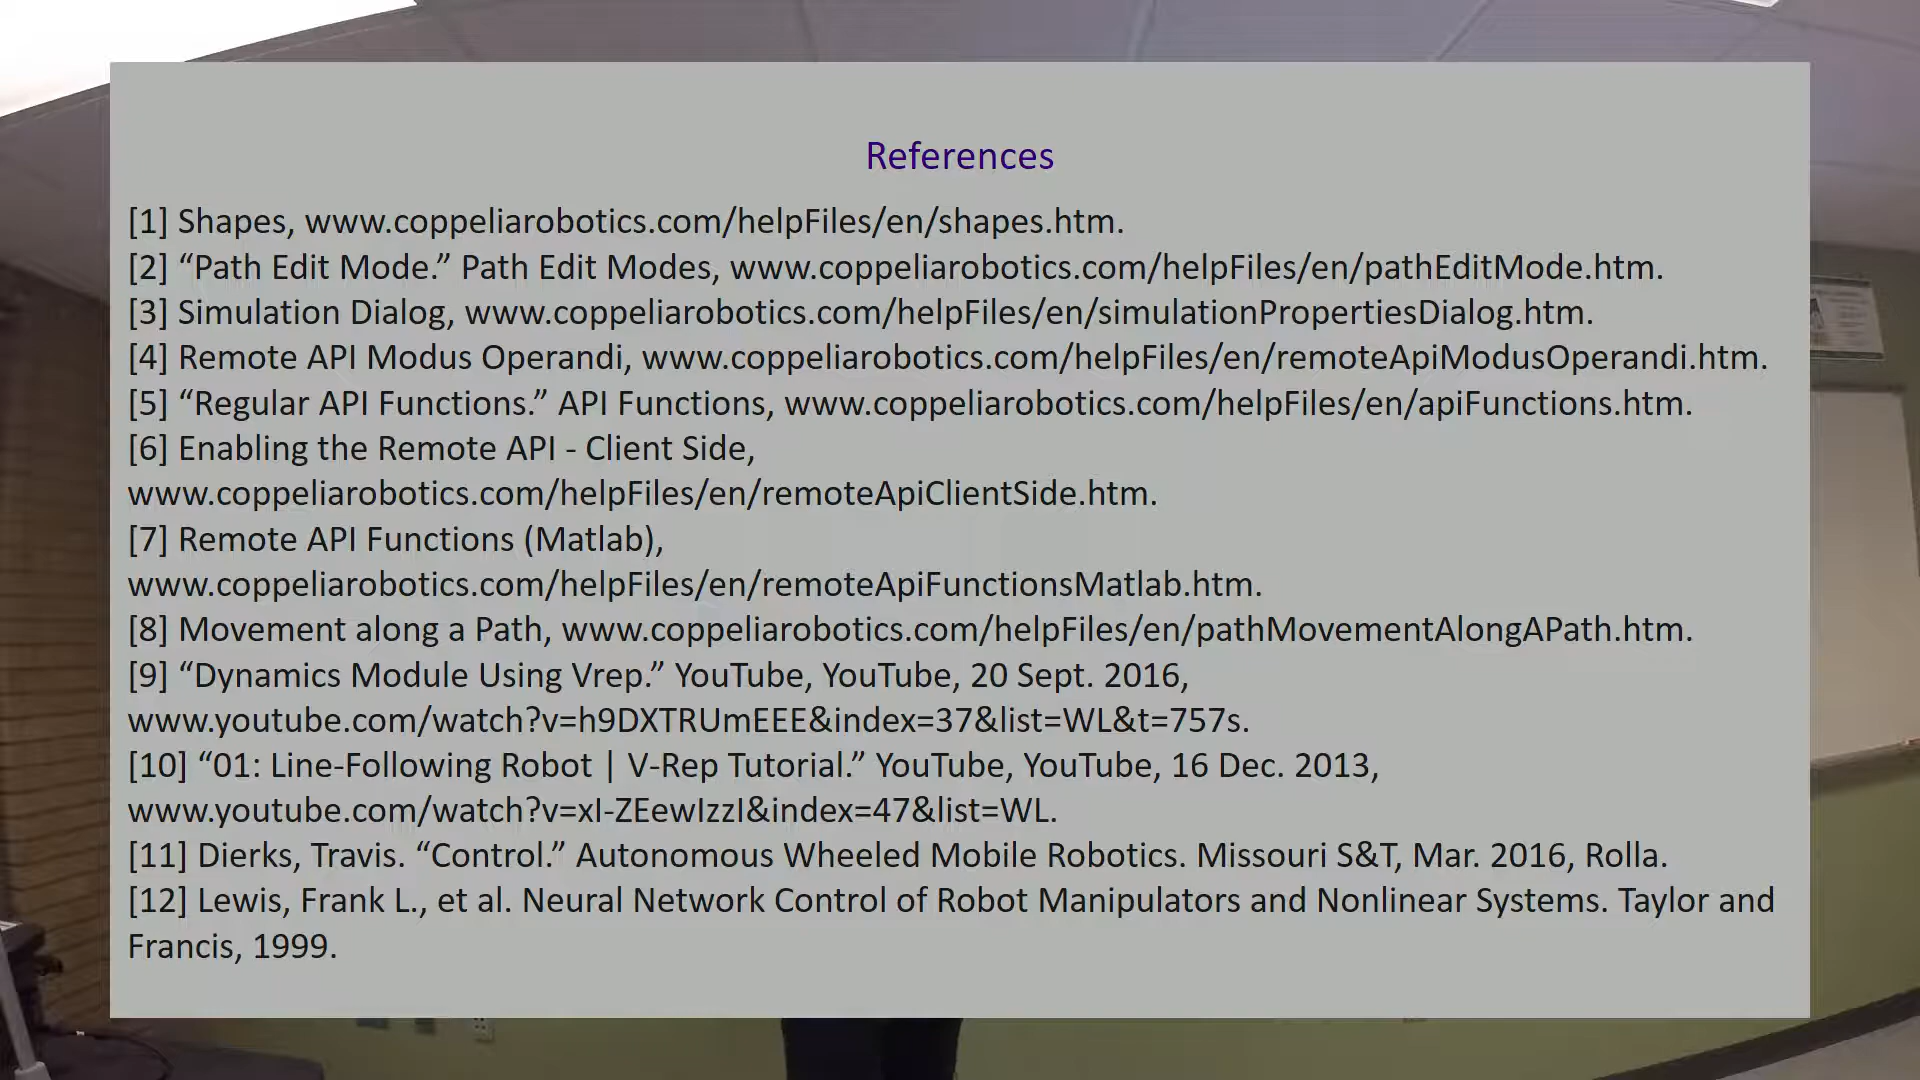 References
[1] Shapes, www.coppeliarobotics.com/helpFiles/en/shapes.htm.
[2] “Path Edit Mode.” Path Edit Modes, www.coppeliarobotics.com/helpFiles/en/pathEditMode.htm.
[3] Simulation Dialog, www.coppeliarobotics.com/helpFiles/en/simulationPropertiesDialog.htm.
[4] Remote API Modus Operandi, www.coppeliarobotics.com/helpFiles/en/remoteApiModusOperandi.htm.
[5] “Regular API Functions.” API Functions, www.coppeliarobotics.com/helpFiles/en/apiFunctions.htm.
[6] Enabling the Remote API - Client Side,
www.coppeliarobotics.com/helpFiles/en/remoteApiClientSide.htm.
[7] Remote API Functions (Matlab),
www.coppeliarobotics.com/helpFiles/en/remoteApiFunctionsMatlab.htm.
[8] Movement along a Path, www.coppeliarobotics.com/helpFiles/en/pathMovementAlongAPath.htm.
[9] “Dynamics Module Using Vrep.” YouTube, YouTube, 20 Sept. 2016,
www.youtube.com/watch?v=h9DXTRUmEEE&index=37&list=WL&t=757s.
[10] “01: Line-Following Robot | V-Rep Tutorial.” YouTube, YouTube, 16 Dec. 2013,
www.youtube.com/watch?v=xI-ZEewIzzI&index=47&list=WL.
[11] Dierks, Travis. “Control.” Autonomous Wheeled Mobile Robotics. Missouri S&T, Mar. 2016, Rolla.
[12] Lewis, Frank L., et al. Neural Network Control of Robot Manipulators and Nonlinear Systems. Taylor and
Francis, 1999.